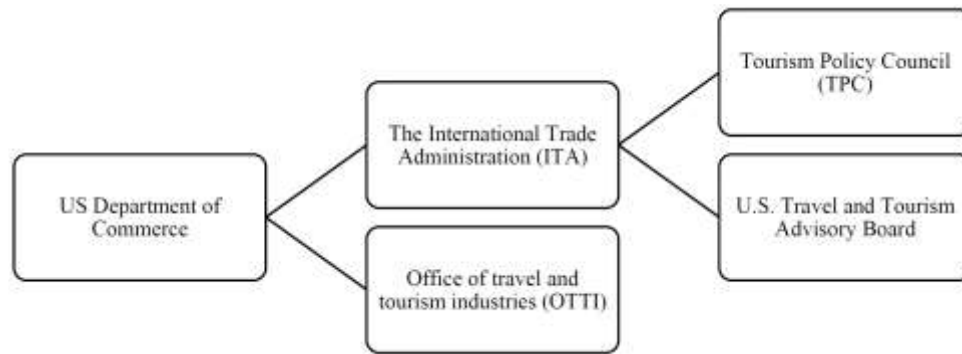 US Department of
Commerce
The International Trade
Administration (ITA)
Office of travel and
tourism industries (OTTI)
Tourism Policy Council
(TPC)
U.S. Travel and Tourism
Advisory Board